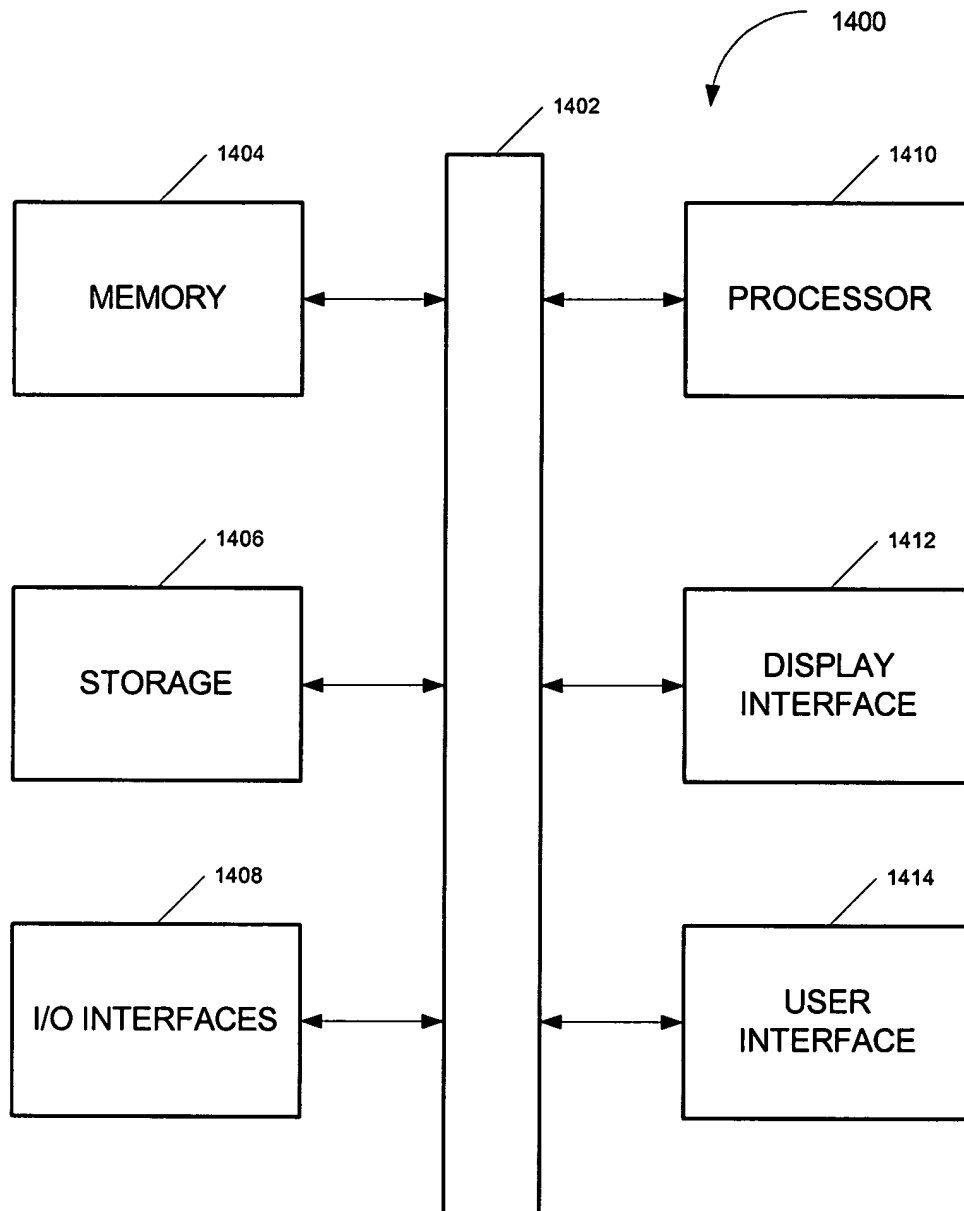 1400
1402
1404
1410
MEMORY
PROCESSOR
1406
1412
STORAGE
DISPLAY
INTERFACE
1408
1414
I/O INTERFACES
USER
INTERFACE